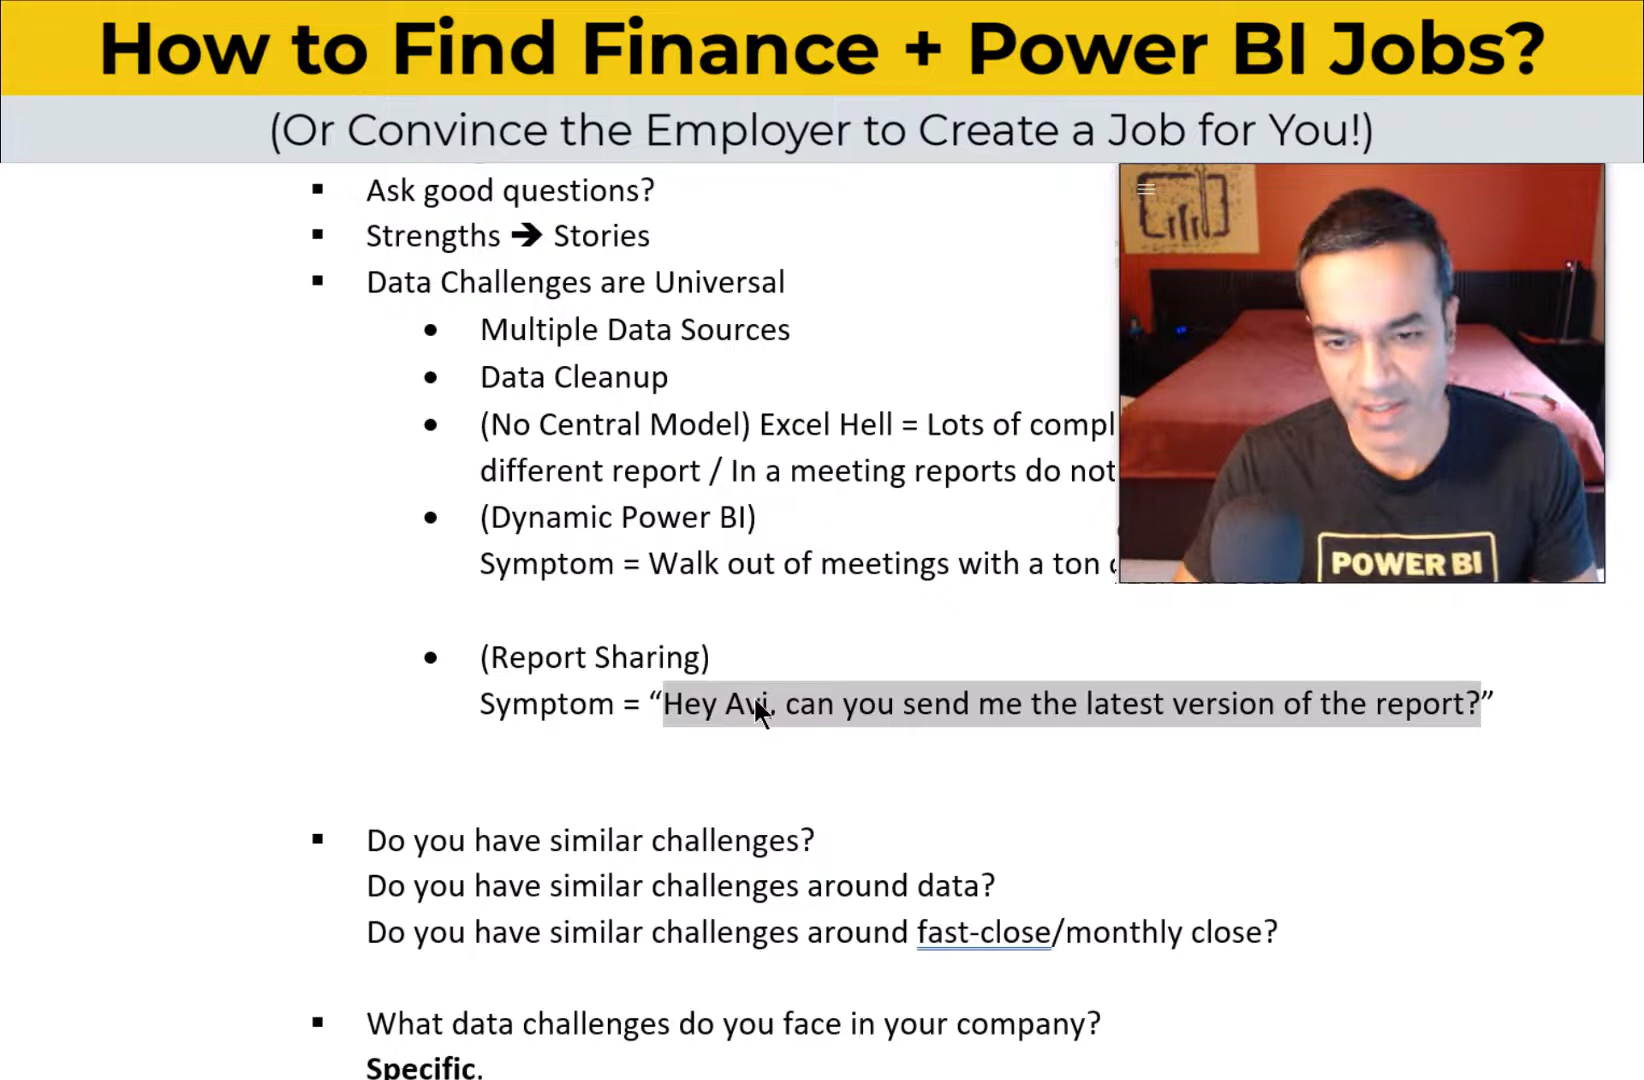 How to Find Finance + Power BI Jobs?
(Or Convince the Employer to Create a Job for You!)
Ask good questions?
Strengths 🡺 Stories
Data Challenges are Universal
Multiple Data Sources
Data Cleanup
(No Central Model) Excel Hell = Lots of compl
different report / In a meeting reports do not
(Dynamic Power BI)
Symptom = Walk out of meetings with a ton
(Report Sharing)
Symptom = “Hey Avi, can you send me the latest version of the report?”
Do you have similar challenges?
Do you have similar challenges around data?
Do you have similar challenges around fast-close/monthly close?
What data challenges do you face in your company?
Specific.
POWER BI